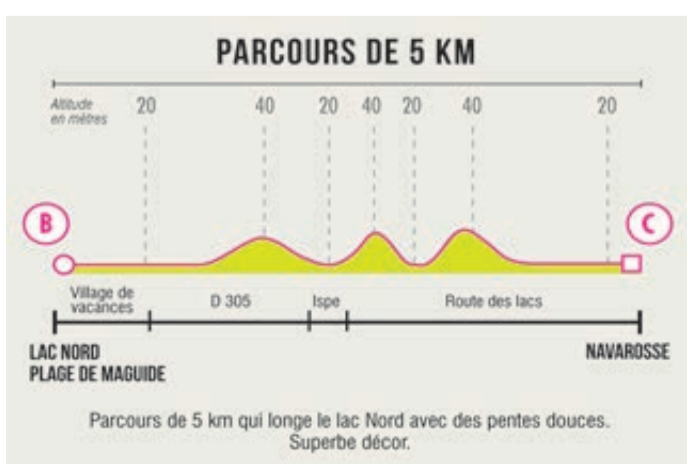 PARCOURS DE 5 KM
Altitude
en mètres
20 40 20 40 20 40 20
B C
Village de
vacances
D 305 Ispe Route des lacs
LAC NORD
PLAGE DE MAGUIDE
NAVAROSSE
Parcours de 5 km qui longe le lac Nord avec des pentes douces.
Superbe décor.